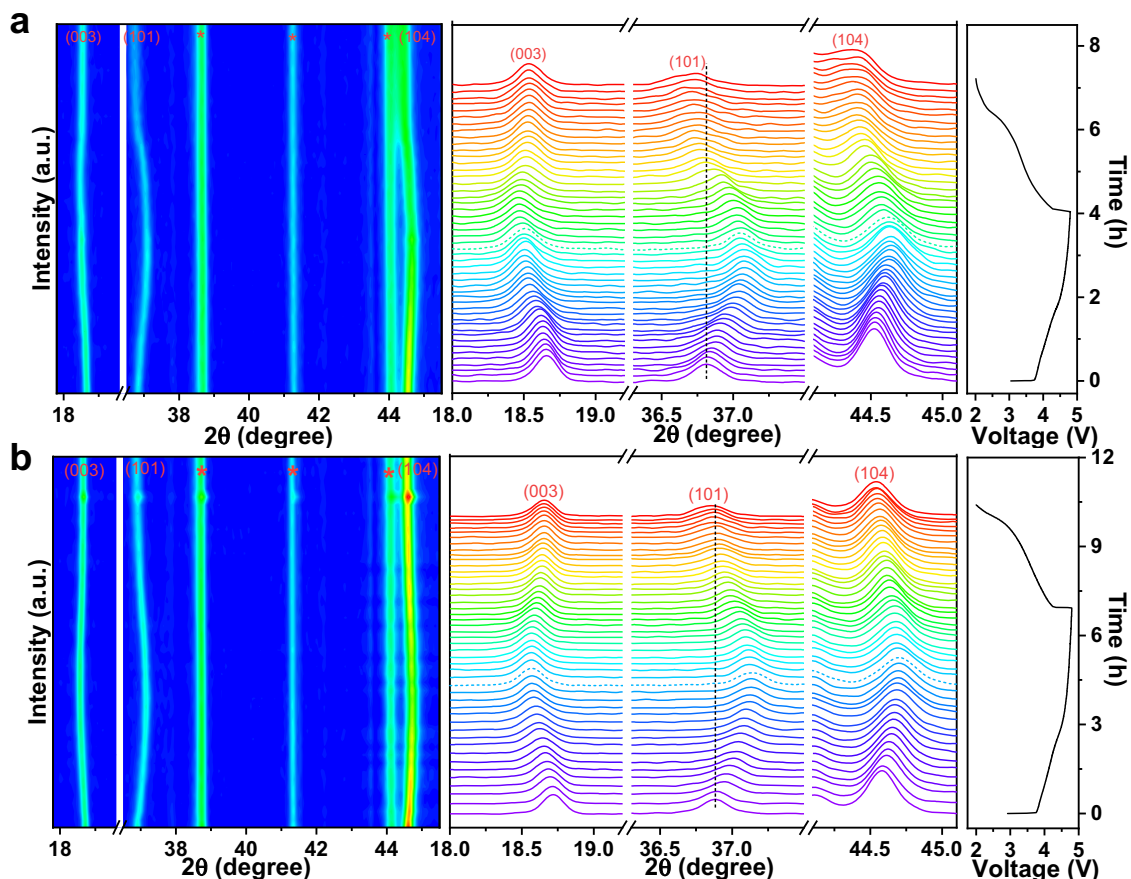 a
(003) (101) * * * (104)
(003)
(101)
(104)
8
6
4
2
0
Intensity (a.u.)
Time (h)
18 38 40 42 44
18.0 18.5 19.0 36.5 37.0 44.5 45.0
2 3 4 5
2θ (degree)
2θ (degree)
Voltage (V)
b
(003) (101) * * * (104)
(003)
(101)
(104)
12
9
6
3
0
Intensity (a.u.)
Time (h)
18 38 40 42 44
18.0 18.5 19.0 36.5 37.0 44.5 45.0
2 3 4 5
2θ (degree)
2θ (degree)
Voltage (V)